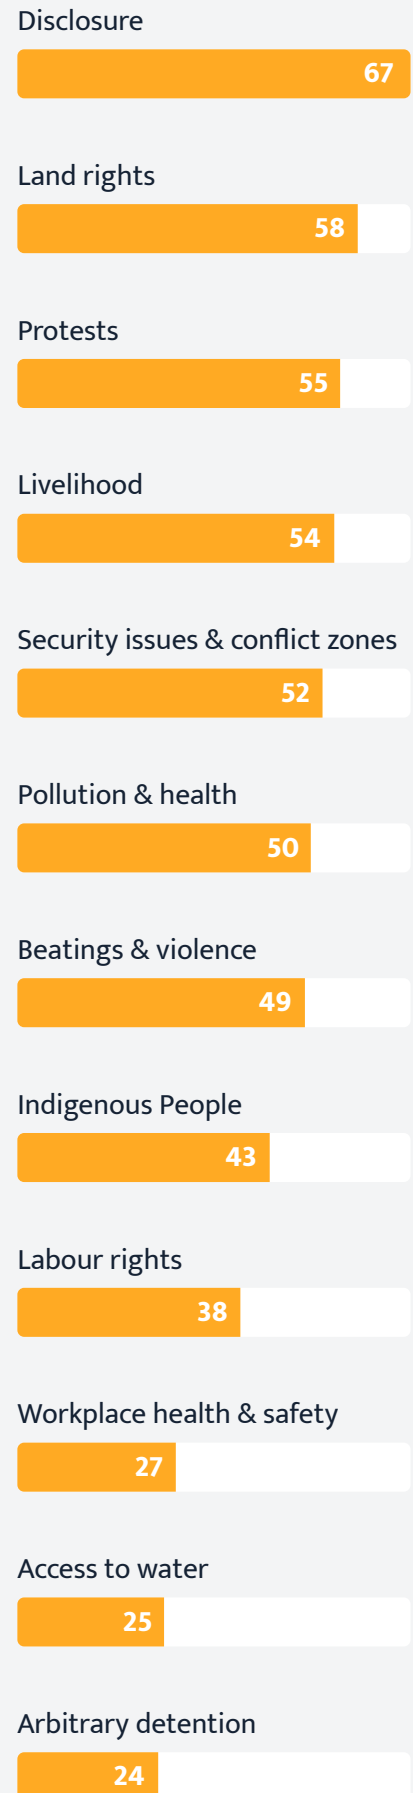 Disclosure
67
Land rights
58
Protests
55
Livelihood
54
Security issues & conflict zones
52
Pollution & health
50
Beatings & violence
49
Indigenous People
43
Labour rights
38
Workplace health & safety
27
Access to water
25
Arbitrary detention
24